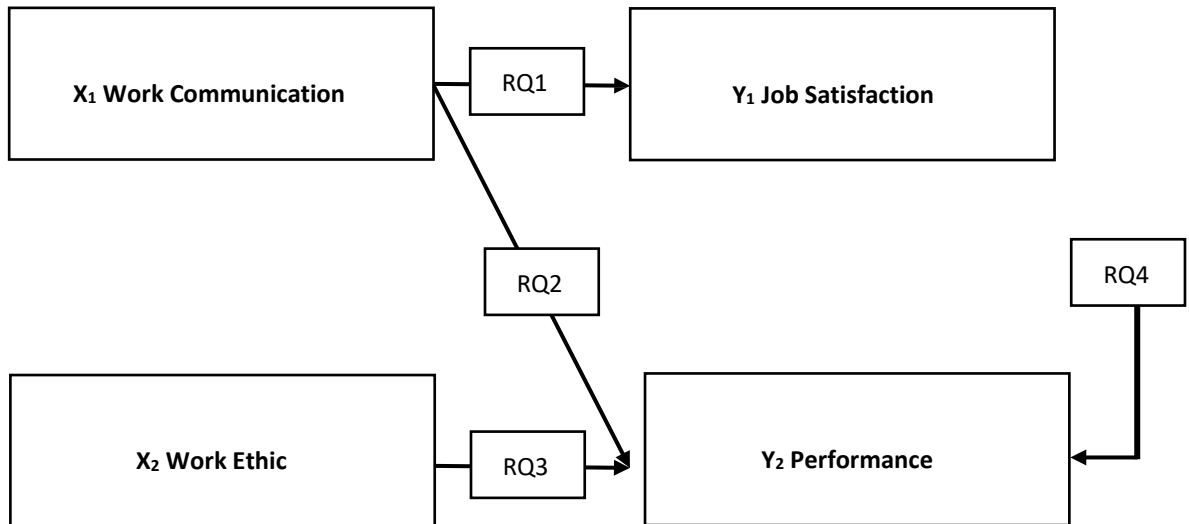 X₁ Work Communication
RQ1
Y₁ Job Satisfaction
RQ2
RQ4
X₂ Work Ethic
RQ3
Y₂ Performance